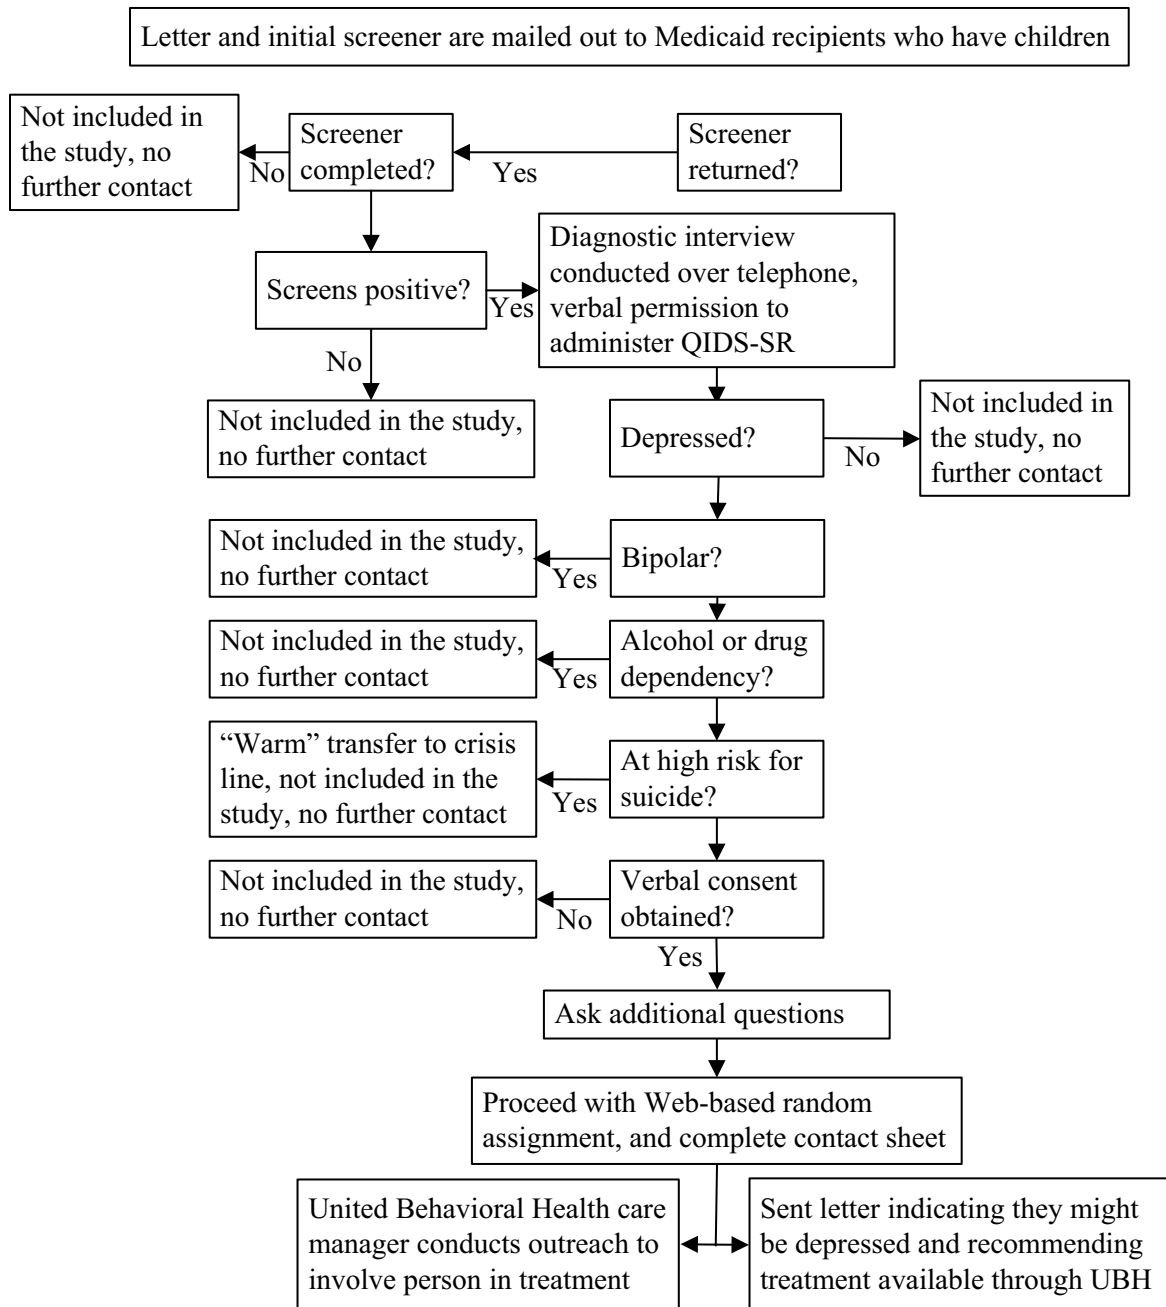 Letter and initial screener are mailed out to Medicaid recipients who have children
Not included in
the study, no
further contact
No
Screener
completed?
Yes
Screener
returned?
Screens positive?
Yes
Diagnostic interview
conducted over telephone,
verbal permission to
administer QIDS-SR
No
Not included in the study,
no further contact
Depressed?
No
Not included in
the study, no
further contact
Not included in the study,
no further contact
Yes
Bipolar?
Not included in the study,
no further contact
Yes
Alcohol or drug
dependency?
“Warm” transfer to crisis
line, not included in the
study, no further contact
Yes
At high risk for
suicide?
Not included in the study,
no further contact
No
Verbal consent
obtained?
Yes
Ask additional questions
Proceed with Web-based random
assignment, and complete contact sheet
United Behavioral Health care
manager conducts outreach to
involve person in treatment
Sent letter indicating they might
be depressed and recommending
treatment available through UBH